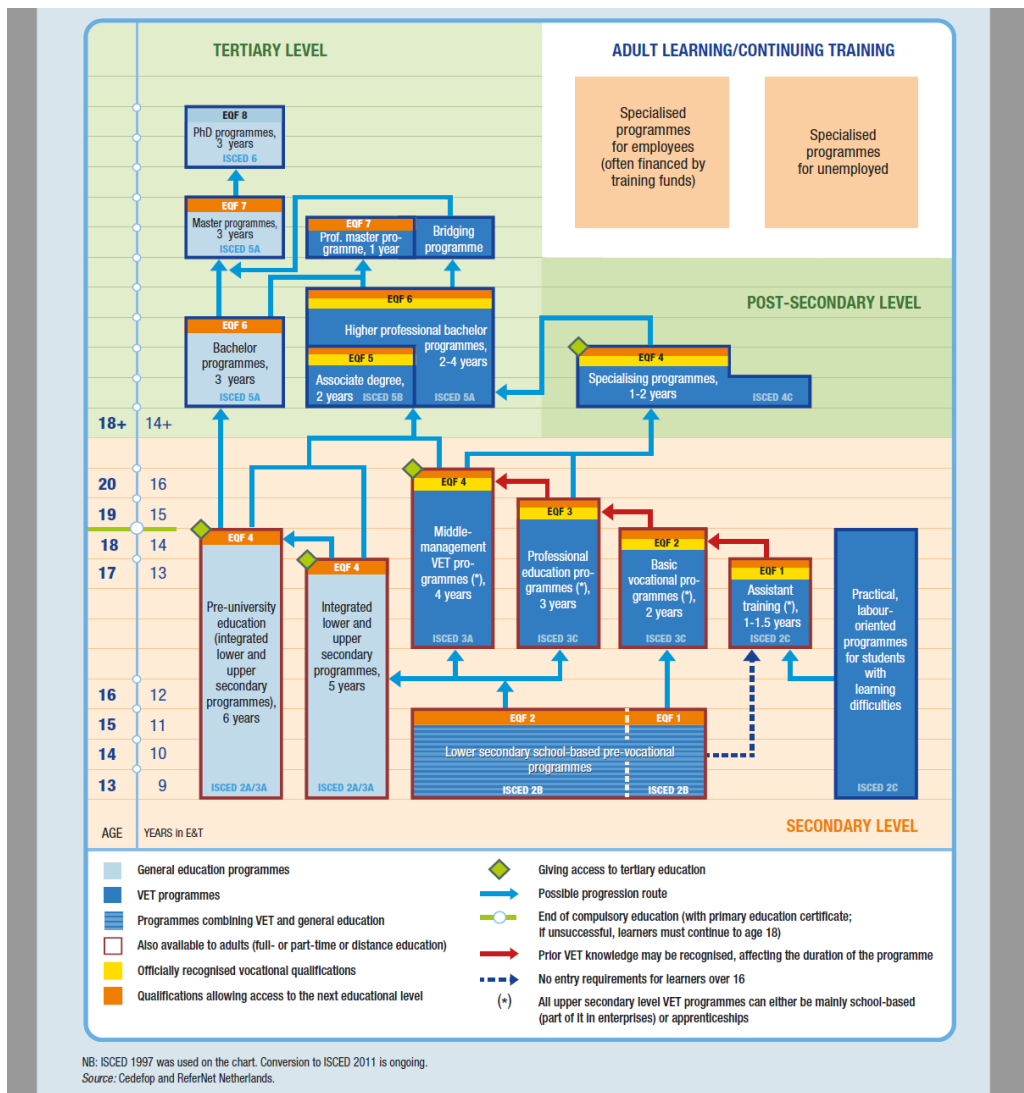 TERTIARY LEVEL
ADULT LEARNING/CONTINUING TRAINING
Specialised
programmes
for employees
(often financed by
training funds)
Specialised
programmes
for unemployed
EQF 8
PhD programmes,
3 years
ISCED 6
EQF 7
Master programmes,
3 years
ISCED 5A
EQF 7
Prof. master pro-
gramme, 1 year
Bridging
programme
POST-SECONDARY LEVEL
EQF 6
Bachelor
programmes,
3 years
ISCED 5A
EQF 6
Higher professional bachelor
programmes,
2-4 years
ISCED 5A
EQF 5
Associate degree,
2 years ISCED 5B
EQF 4
Specialising programmes,
1-2 years
ISCED 4C
18+ 14+
20 16
19 15
18 14
17 13
16 12
15 11
14 10
13 9
AGE YEARS in E&T
EQF 4
Pre-university
education
(integrated
lower and
upper
secondary
programmes),
6 years
ISCED 2A/3A
EQF 4
Integrated
lower and
upper
secondary
programmes,
5 years
ISCED 2A/3A
EQF 4
Middle-
management
VET pro-
grammes (*),
4 years
ISCED 3A
EQF 3
Professional
education pro-
grammes (*),
3 years
ISCED 3C
EQF 2
Basic
vocational pro-
grammes (*),
2 years
ISCED 3C
EQF 1
Assistant
training (*),
1-1.5 years
ISCED 2C
Practical,
labour-
oriented
programmes
for students
with
learning
difficulties
ISCED 2C
EQF 2 EQF 1
Lower secondary school-based pre-vocational
programmes
ISCED 2B ISCED 2B
SECONDARY LEVEL
General education programmes
VET programmes
Programmes combining VET and general education
Also available to adults (full- or part-time or distance education)
Officially recognised vocational qualifications
Qualifications allowing access to the next educational level
Giving access to tertiary education
Possible progression route
End of compulsory education (with primary education certificate;
if unsuccessful, learners must continue to age 18)
Prior VET knowledge may be recognised, affecting the duration of the programme
No entry requirements for learners over 16
(*) All upper secondary level VET programmes can either be mainly school-based
(part of it in enterprises) or apprenticeships
NB: ISCED 1997 was used on the chart. Conversion to ISCED 2011 is ongoing.
Source: Cedefop and ReferNet Netherlands.